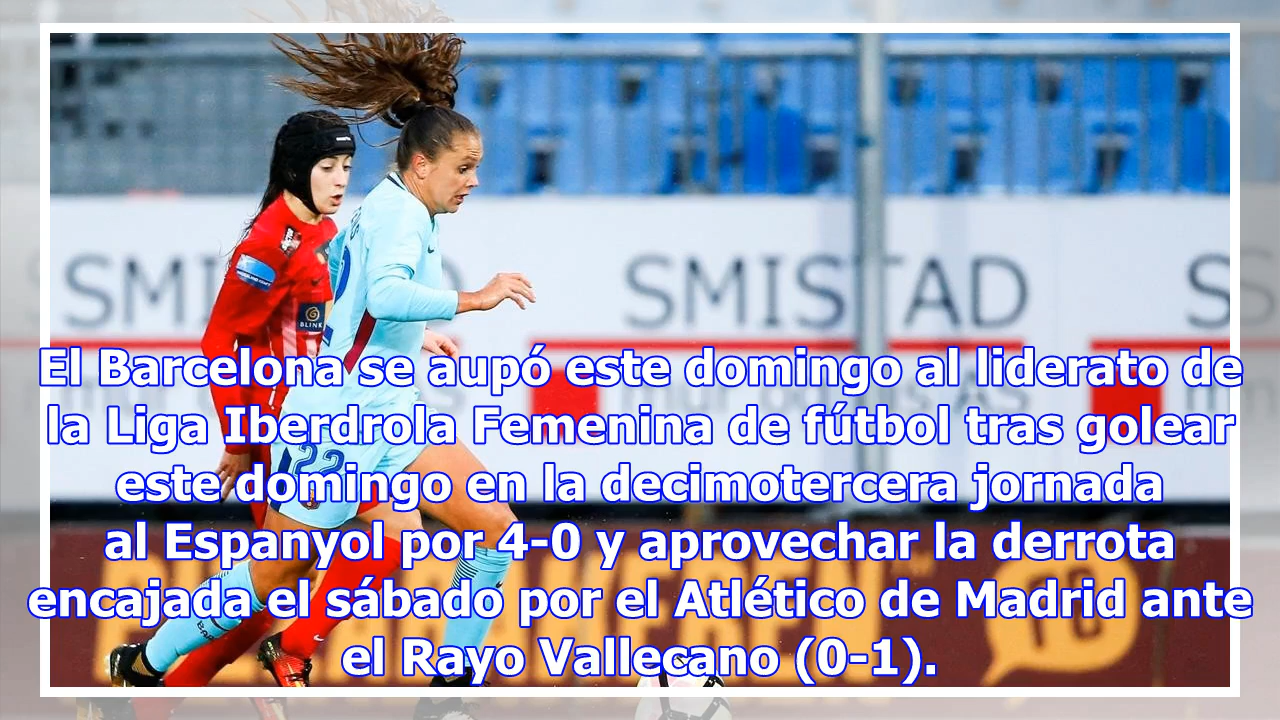 SMISTAD
El Barcelona se aupó este domingo al liderato de
la Liga Iberdrola Femenina de fútbol tras golear
este domingo en la decimotercera jornada
al Espanyol por 4-0 y aprovechar la derrota
encajada el sábado por el Atlético de Madrid ante
el Rayo Vallecano (0-1).
22
BLINK